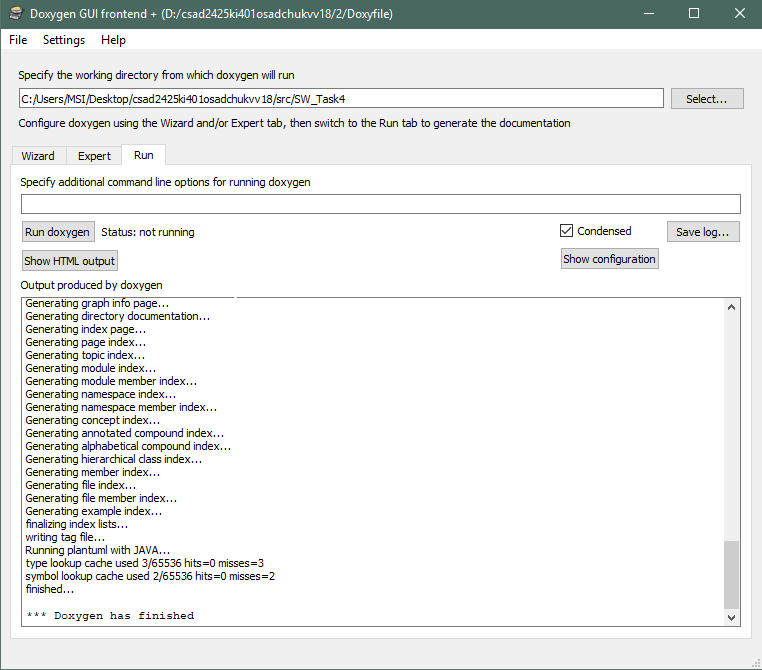 Doxygen GUI frontend + (D:/csad2425ki401osadchukvv18/2/Doxyfile)
File Settings Help
Specify the working directory from which doxygen will run
C:/Users/MSI/Desktop/csad2425ki401osadchukvv18/src/SW_Task4
Select...
Configure doxygen using the Wizard and/or Expert tab, then switch to the Run tab to generate the documentation
Wizard Expert Run
Specify additional command line options for running doxygen
Run doxygen Status: not running Condensed Save log...
Show HTML output Show configuration
Output produced by doxygen
Generating graph info page...
Generating directory documentation...
Generating index page...
Generating page index...
Generating topic index...
Generating module index...
Generating module member index...
Generating namespace index...
Generating namespace member index...
Generating concept index...
Generating annotated compound index...
Generating alphabetical compound index...
Generating hierarchical class index...
Generating member index...
Generating file index...
Generating file member index...
Generating example index...
finalizing index lists...
writing tag file...
Running plantuml with JAVA...
type lookup cache used 3/65536 hits=0 misses=3
symbol lookup cache used 2/65536 hits=0 misses=2
finished...
*** Doxygen has finished